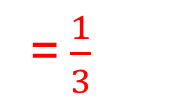 = 1/3